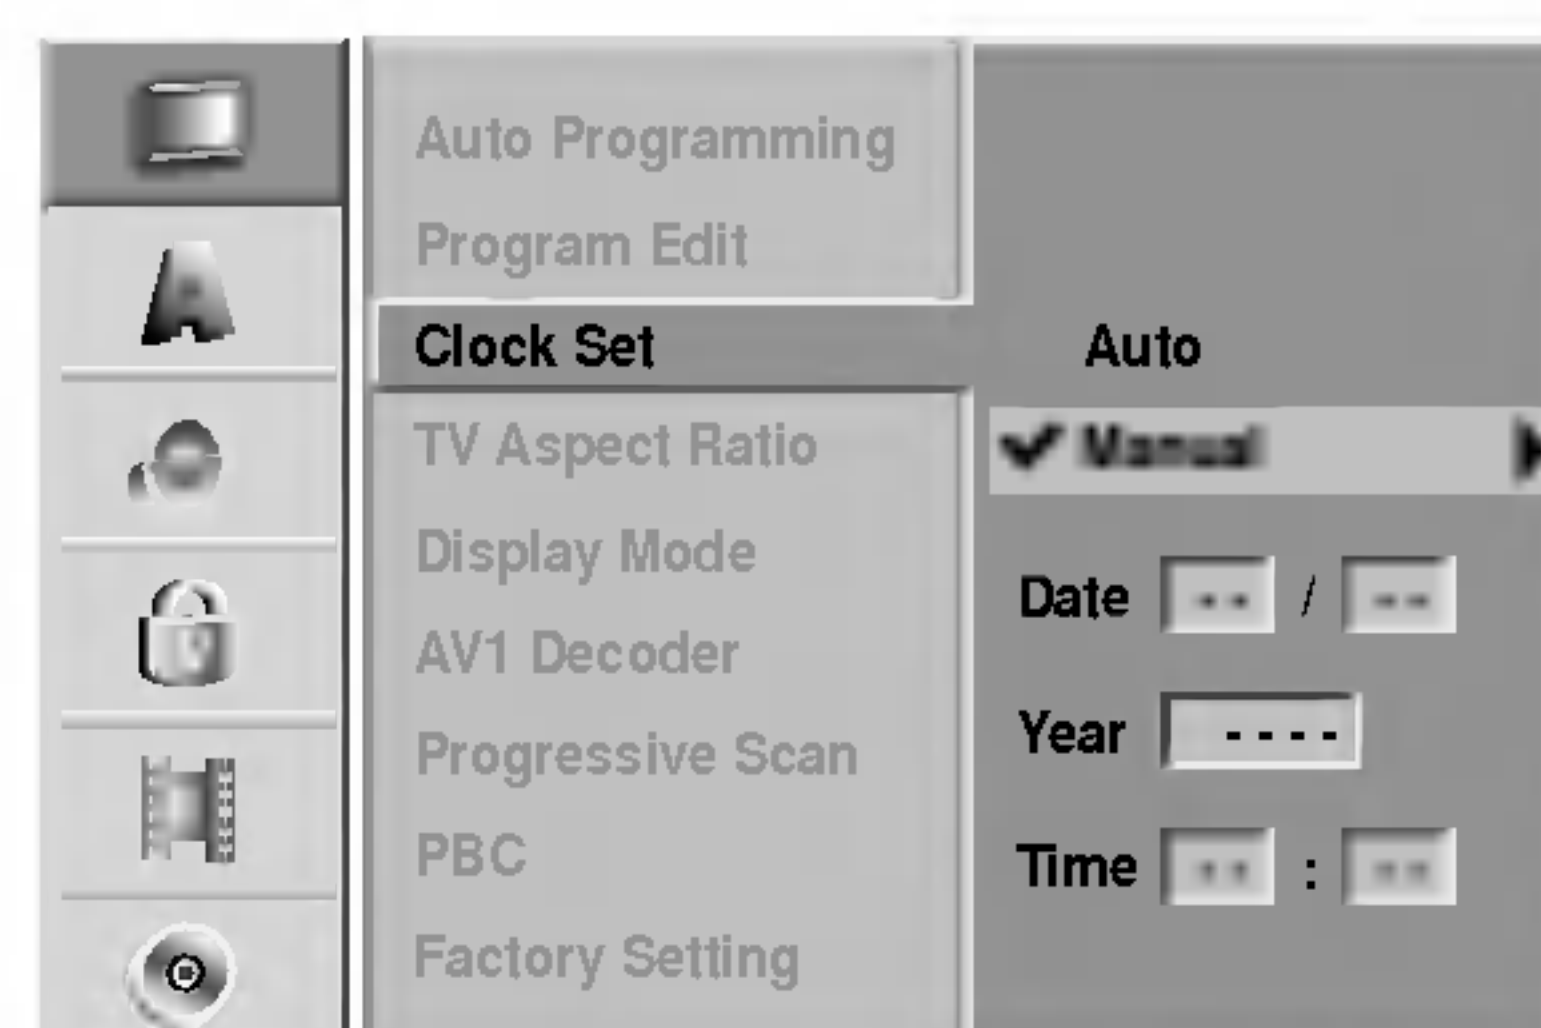 Auto Programming
Program Edit
Clock Set
TV Aspect Ratio
Display Mode
AV1 Decoder
Progressive Scan
PBC
Factory Setting
Auto
Manual
Date -- / --
Year ----
Time -- : --